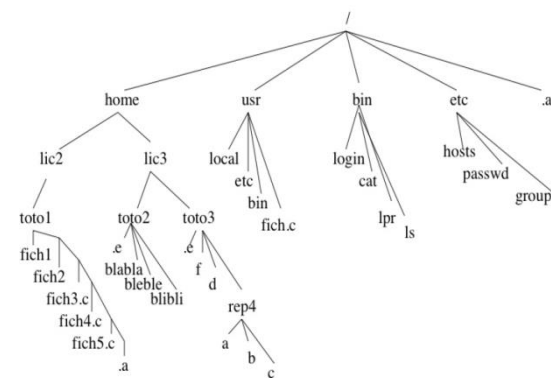 /
home usr bin etc .a
lic2 lic3 local etc bin fich.c login cat lpr ls hosts passwd group
toto1 toto2 toto3
fich1 fich2 fich3.c fich4.c fich5.c .a
.e blabla bleble blibli
.e f d rep4
a b c